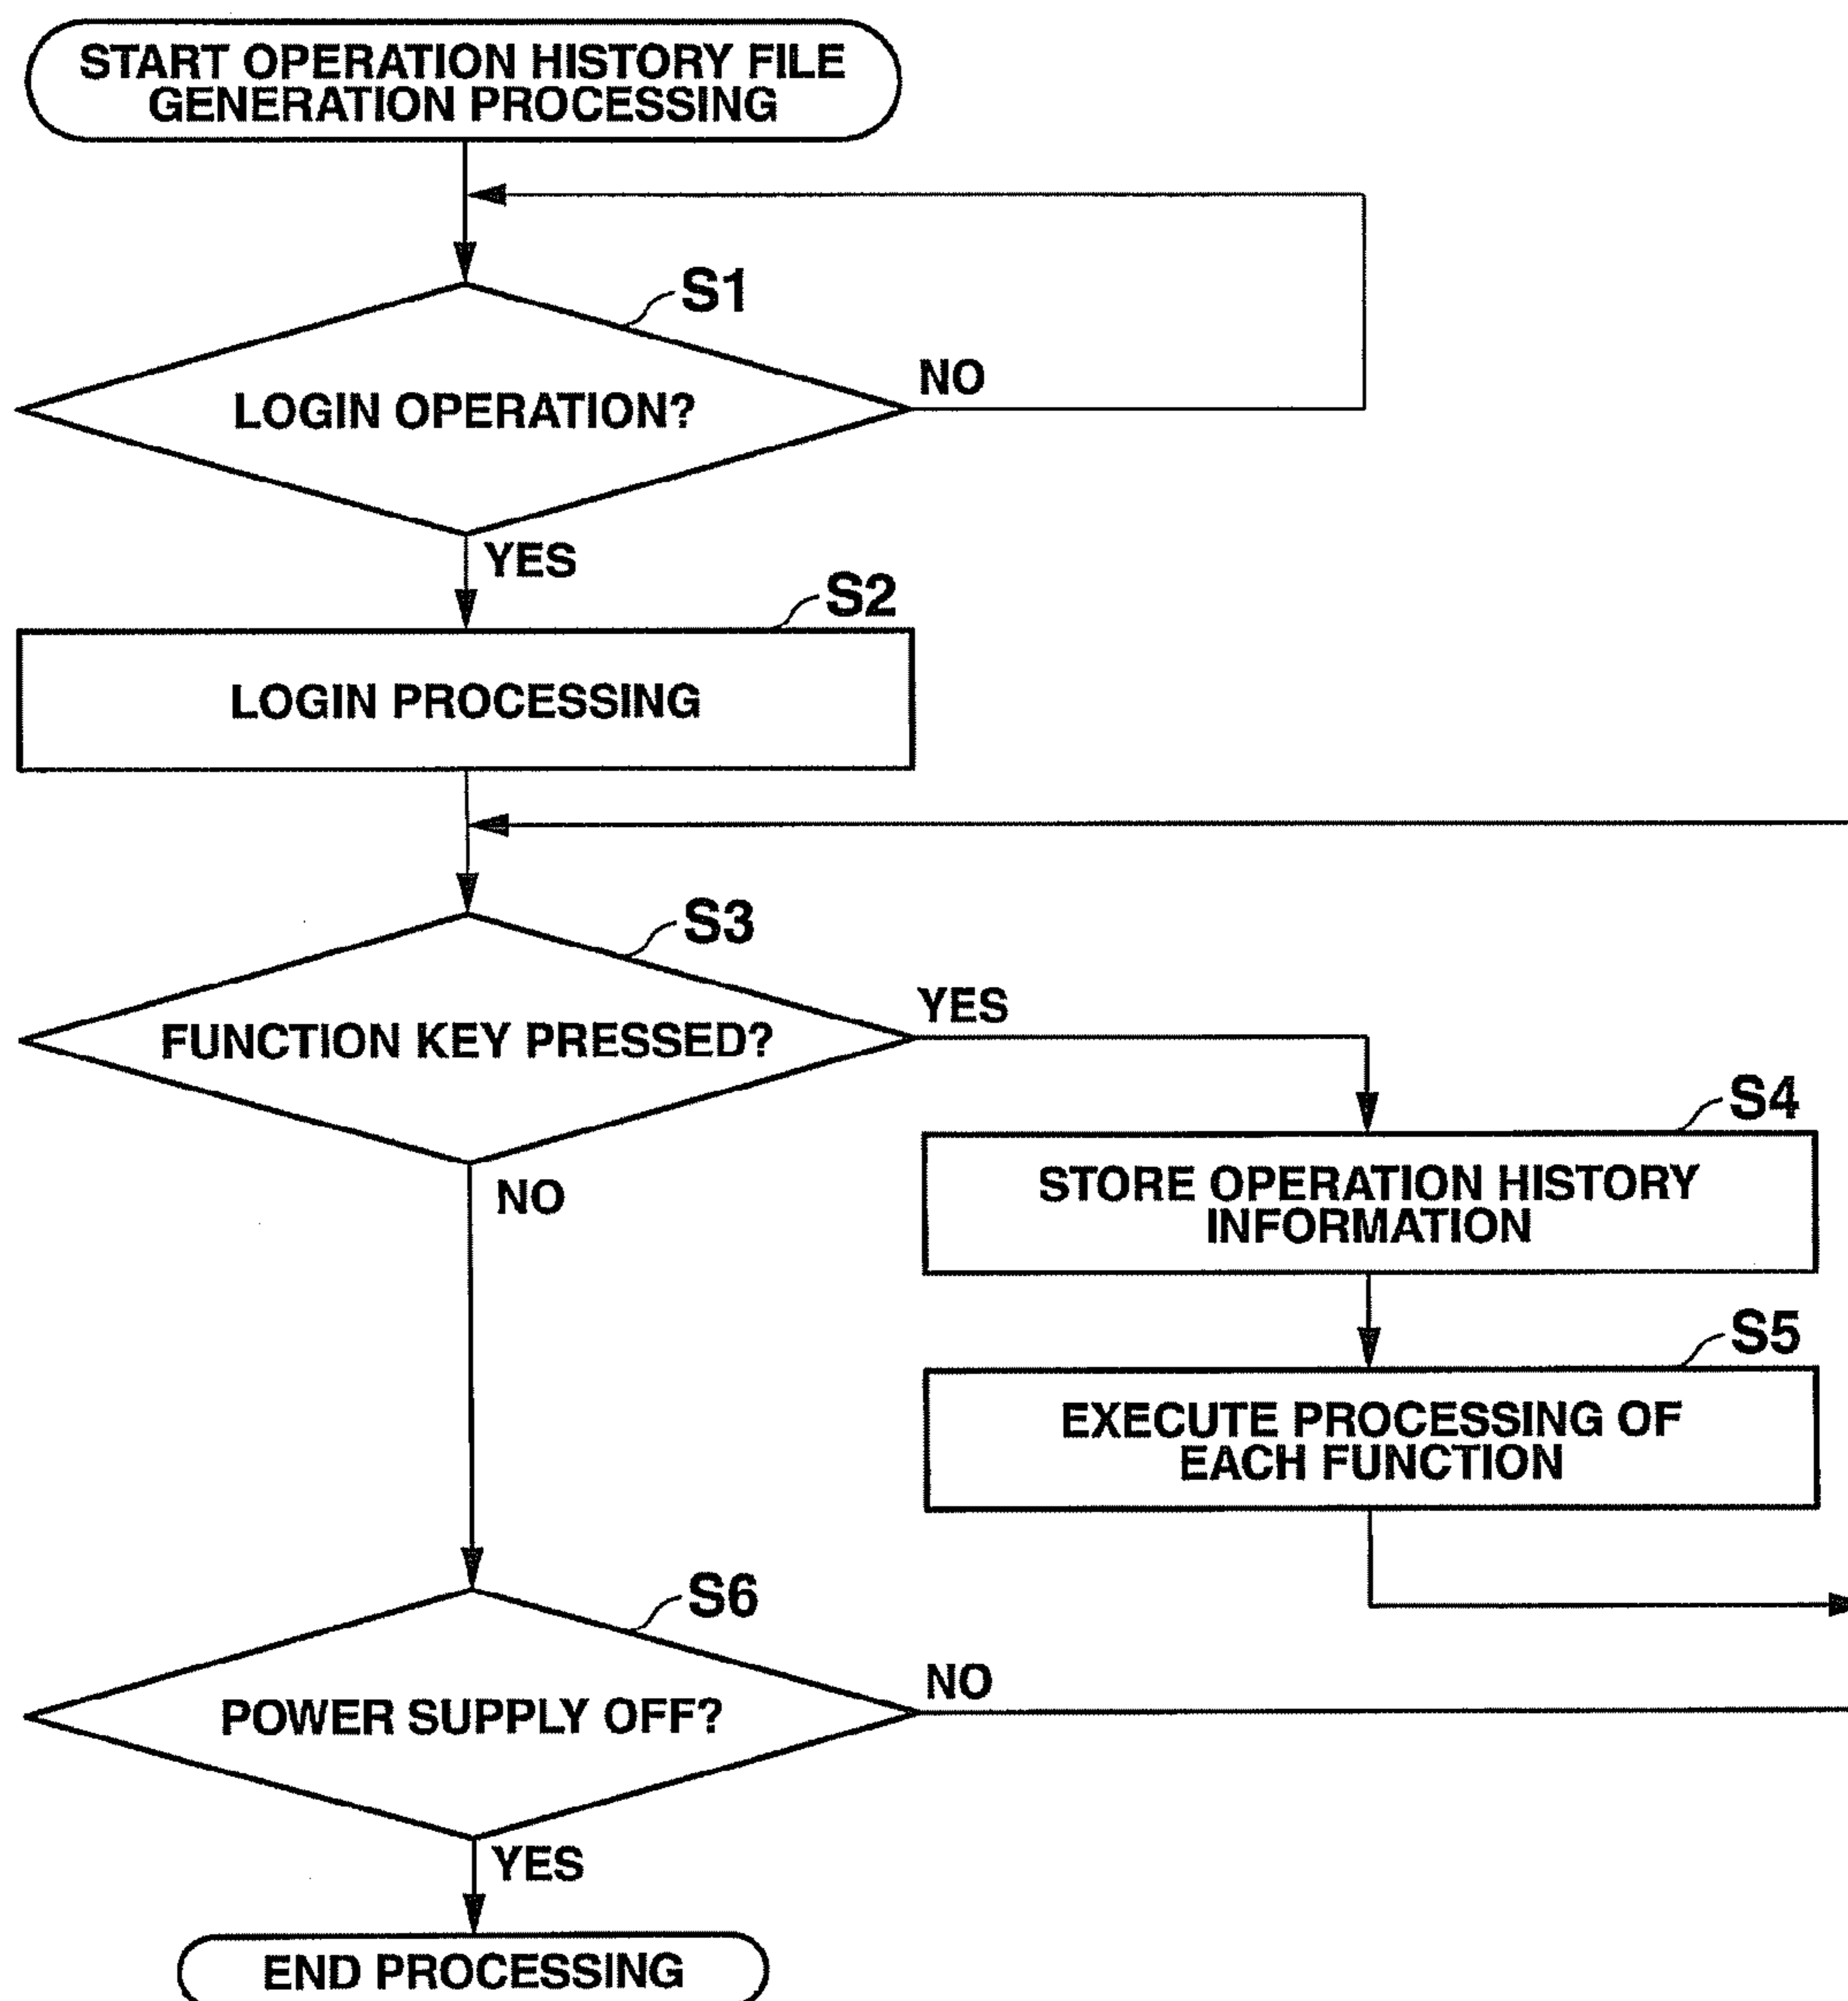 START OPERATION HISTORY FILE
GENERATION PROCESSING
S1
LOGIN OPERATION?
NO
YES
S2
LOGIN PROCESSING
S3
FUNCTION KEY PRESSED?
YES
NO
S4
STORE OPERATION HISTORY
INFORMATION
S5
EXECUTE PROCESSING OF
EACH FUNCTION
S6
POWER SUPPLY OFF?
NO
YES
END PROCESSING